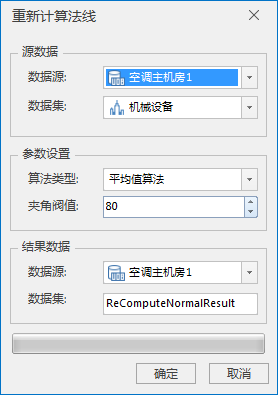 重新计算法线
源数据
数据源: 空调主机房1
数据集: 机械设备
参数设置
算法类型: 平均值算法
夹角阀值: 80
结果数据
数据源: 空调主机房1
数据集: ReComputeNormalResult
确定 取消